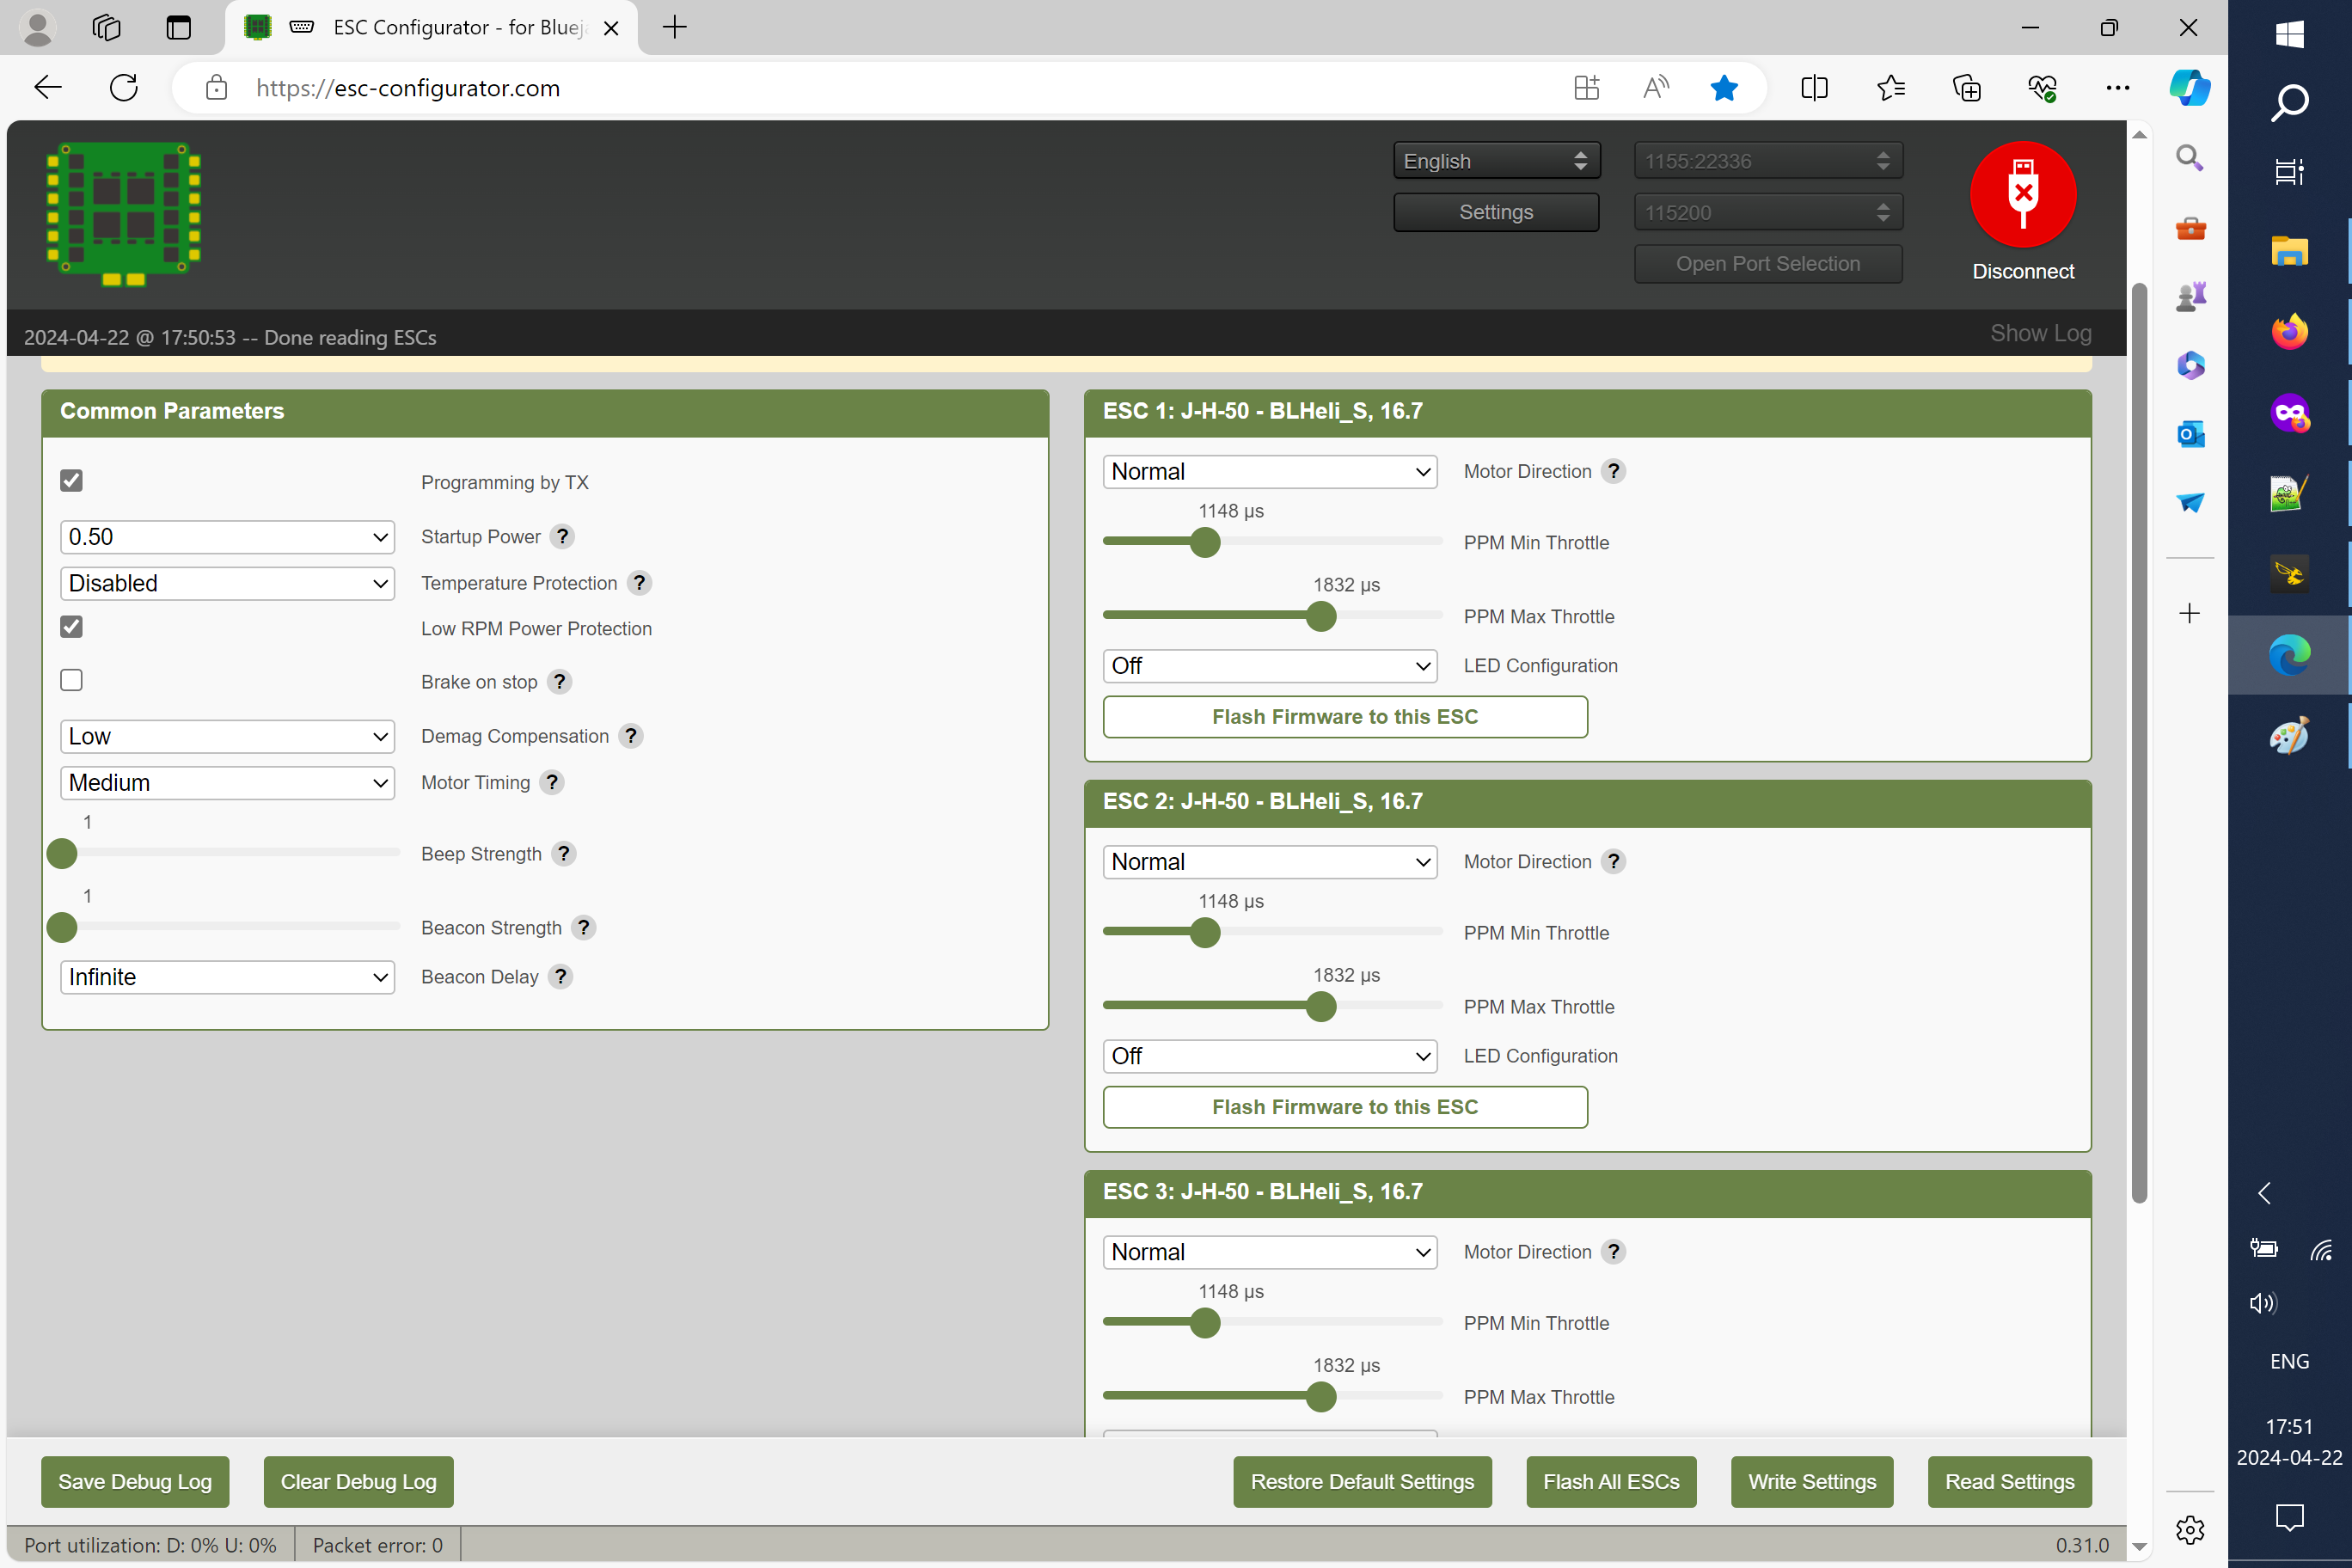 ESC Configurator - for Bluej
https://esc-configurator.com
English
1155:22336
Settings
115200
Open Port Selection
Disconnect
2024-04-22 @ 17:50:53 -- Done reading ESCs
Show Log
Common Parameters
Programming by TX
0.50
Startup Power ?
Disabled
Temperature Protection ?
Low RPM Power Protection
Brake on stop ?
Low
Demag Compensation ?
Medium
Motor Timing ?
1
Beep Strength ?
1
Beacon Strength ?
Infinite
Beacon Delay ?
ESC 1: J-H-50 - BLHeli_S, 16.7
Normal
Motor Direction ?
1148 µs
PPM Min Throttle
1832 µs
PPM Max Throttle
Off
LED Configuration
Flash Firmware to this ESC
ESC 2: J-H-50 - BLHeli_S, 16.7
Normal
Motor Direction ?
1148 µs
PPM Min Throttle
1832 µs
PPM Max Throttle
Off
LED Configuration
Flash Firmware to this ESC
ESC 3: J-H-50 - BLHeli_S, 16.7
Normal
Motor Direction ?
1148 µs
PPM Min Throttle
1832 µs
PPM Max Throttle
Save Debug Log
Clear Debug Log
Restore Default Settings
Flash All ESCs
Write Settings
Read Settings
Port utilization: D: 0% U: 0%
Packet error: 0
0.31.0
ENG
17:51
2024-04-22